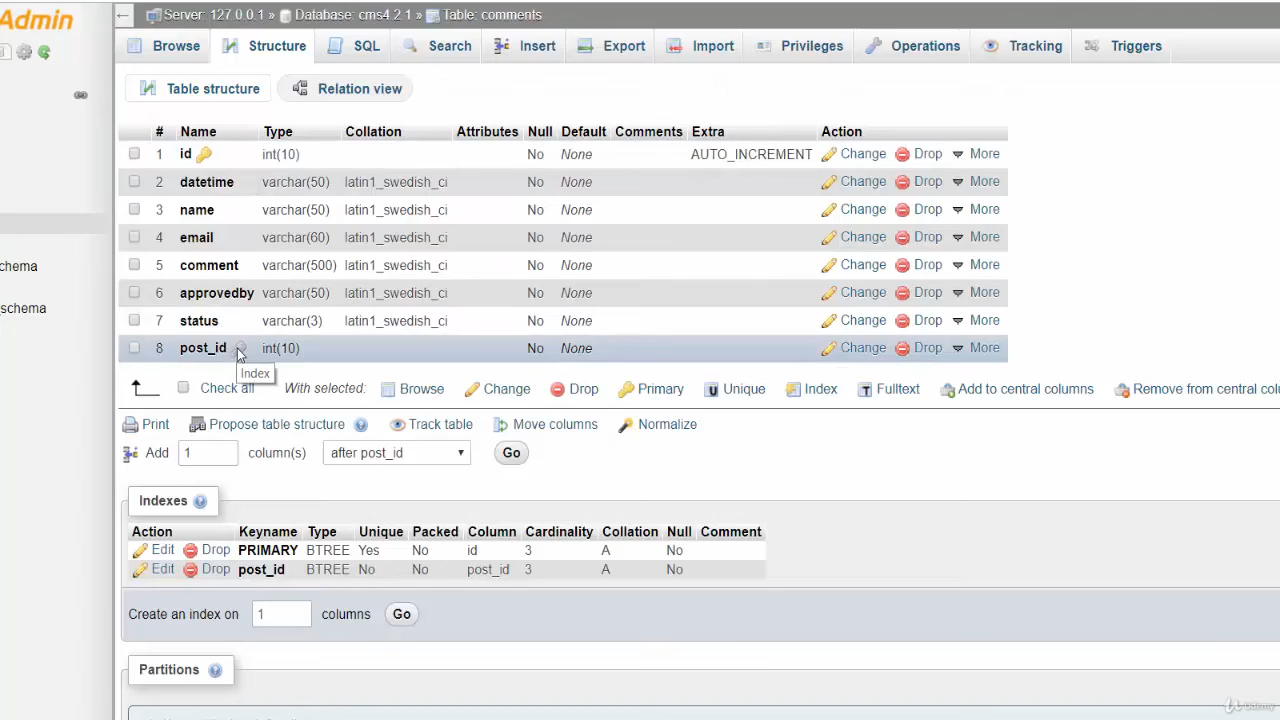 Admin
Server: 127.0.0.1 » Database: cms4.2.1 » Table: comments
Browse Structure SQL Search Insert Export Import Privileges Operations Tracking Triggers
Table structure Relation view
# Name Type Collation Attributes Null Default Comments Extra Action
1 id int(10) No None AUTO_INCREMENT Change Drop More
2 datetime varchar(50) latin1_swedish_ci No None Change Drop More
3 name varchar(50) latin1_swedish_ci No None Change Drop More
4 email varchar(60) latin1_swedish_ci No None Change Drop More
5 comment varchar(500) latin1_swedish_ci No None Change Drop More
6 approvedby varchar(50) latin1_swedish_ci No None Change Drop More
7 status varchar(3) latin1_swedish_ci No None Change Drop More
8 post_id int(10) No None Change Drop More
Index
Check all With selected: Browse Change Drop Primary Unique Index Fulltext Add to central columns Remove from central colu
Print Propose table structure Track table Move columns Normalize
Add 1 column(s) after post_id Go
Indexes
Action Keyname Type Unique Packed Column Cardinality Collation Null Comment
Edit Drop PRIMARY BTREE Yes No id 3 A No
Edit Drop post_id BTREE No No post_id 3 A No
Create an index on 1 columns Go
Partitions
chema
_schema
Udemy